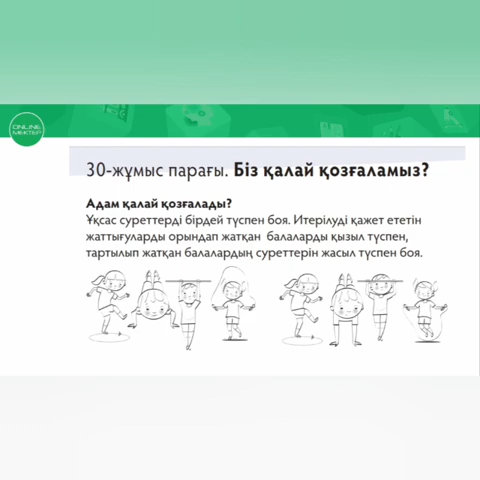 ONLINE
МЕКТЕП
30-жұмыс парағы. Біз қалай қозғаламыз?
Адам қалай қозғалады?
Ұқсас суреттерді бірдей түспен боя. Итерілуді қажет ететін
жаттығуларды орындап жатқан балаларды қызыл түспен,
тартылып жатқан балалардың суреттерін жасыл түспен боя.